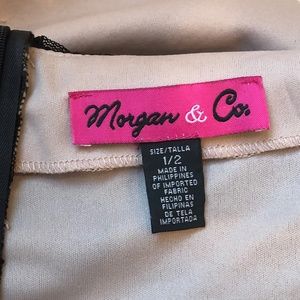 Morgan & Co.
SIZE/TALLA
1/2
MADE IN
PHILIPPINES
OF IMPORTED
FABRIC
HECHO EN
FILIPINAS
DE TELA
IMPORTADA